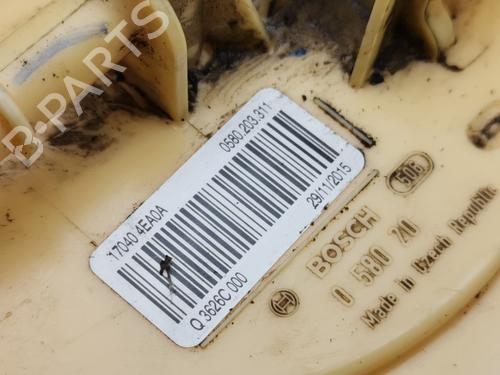 B-PARTS
0580.203.311
17040 4EA0A
29/11/2015
Q 3626C 000
BOSCH
0 580 20
Made in Czech Republic